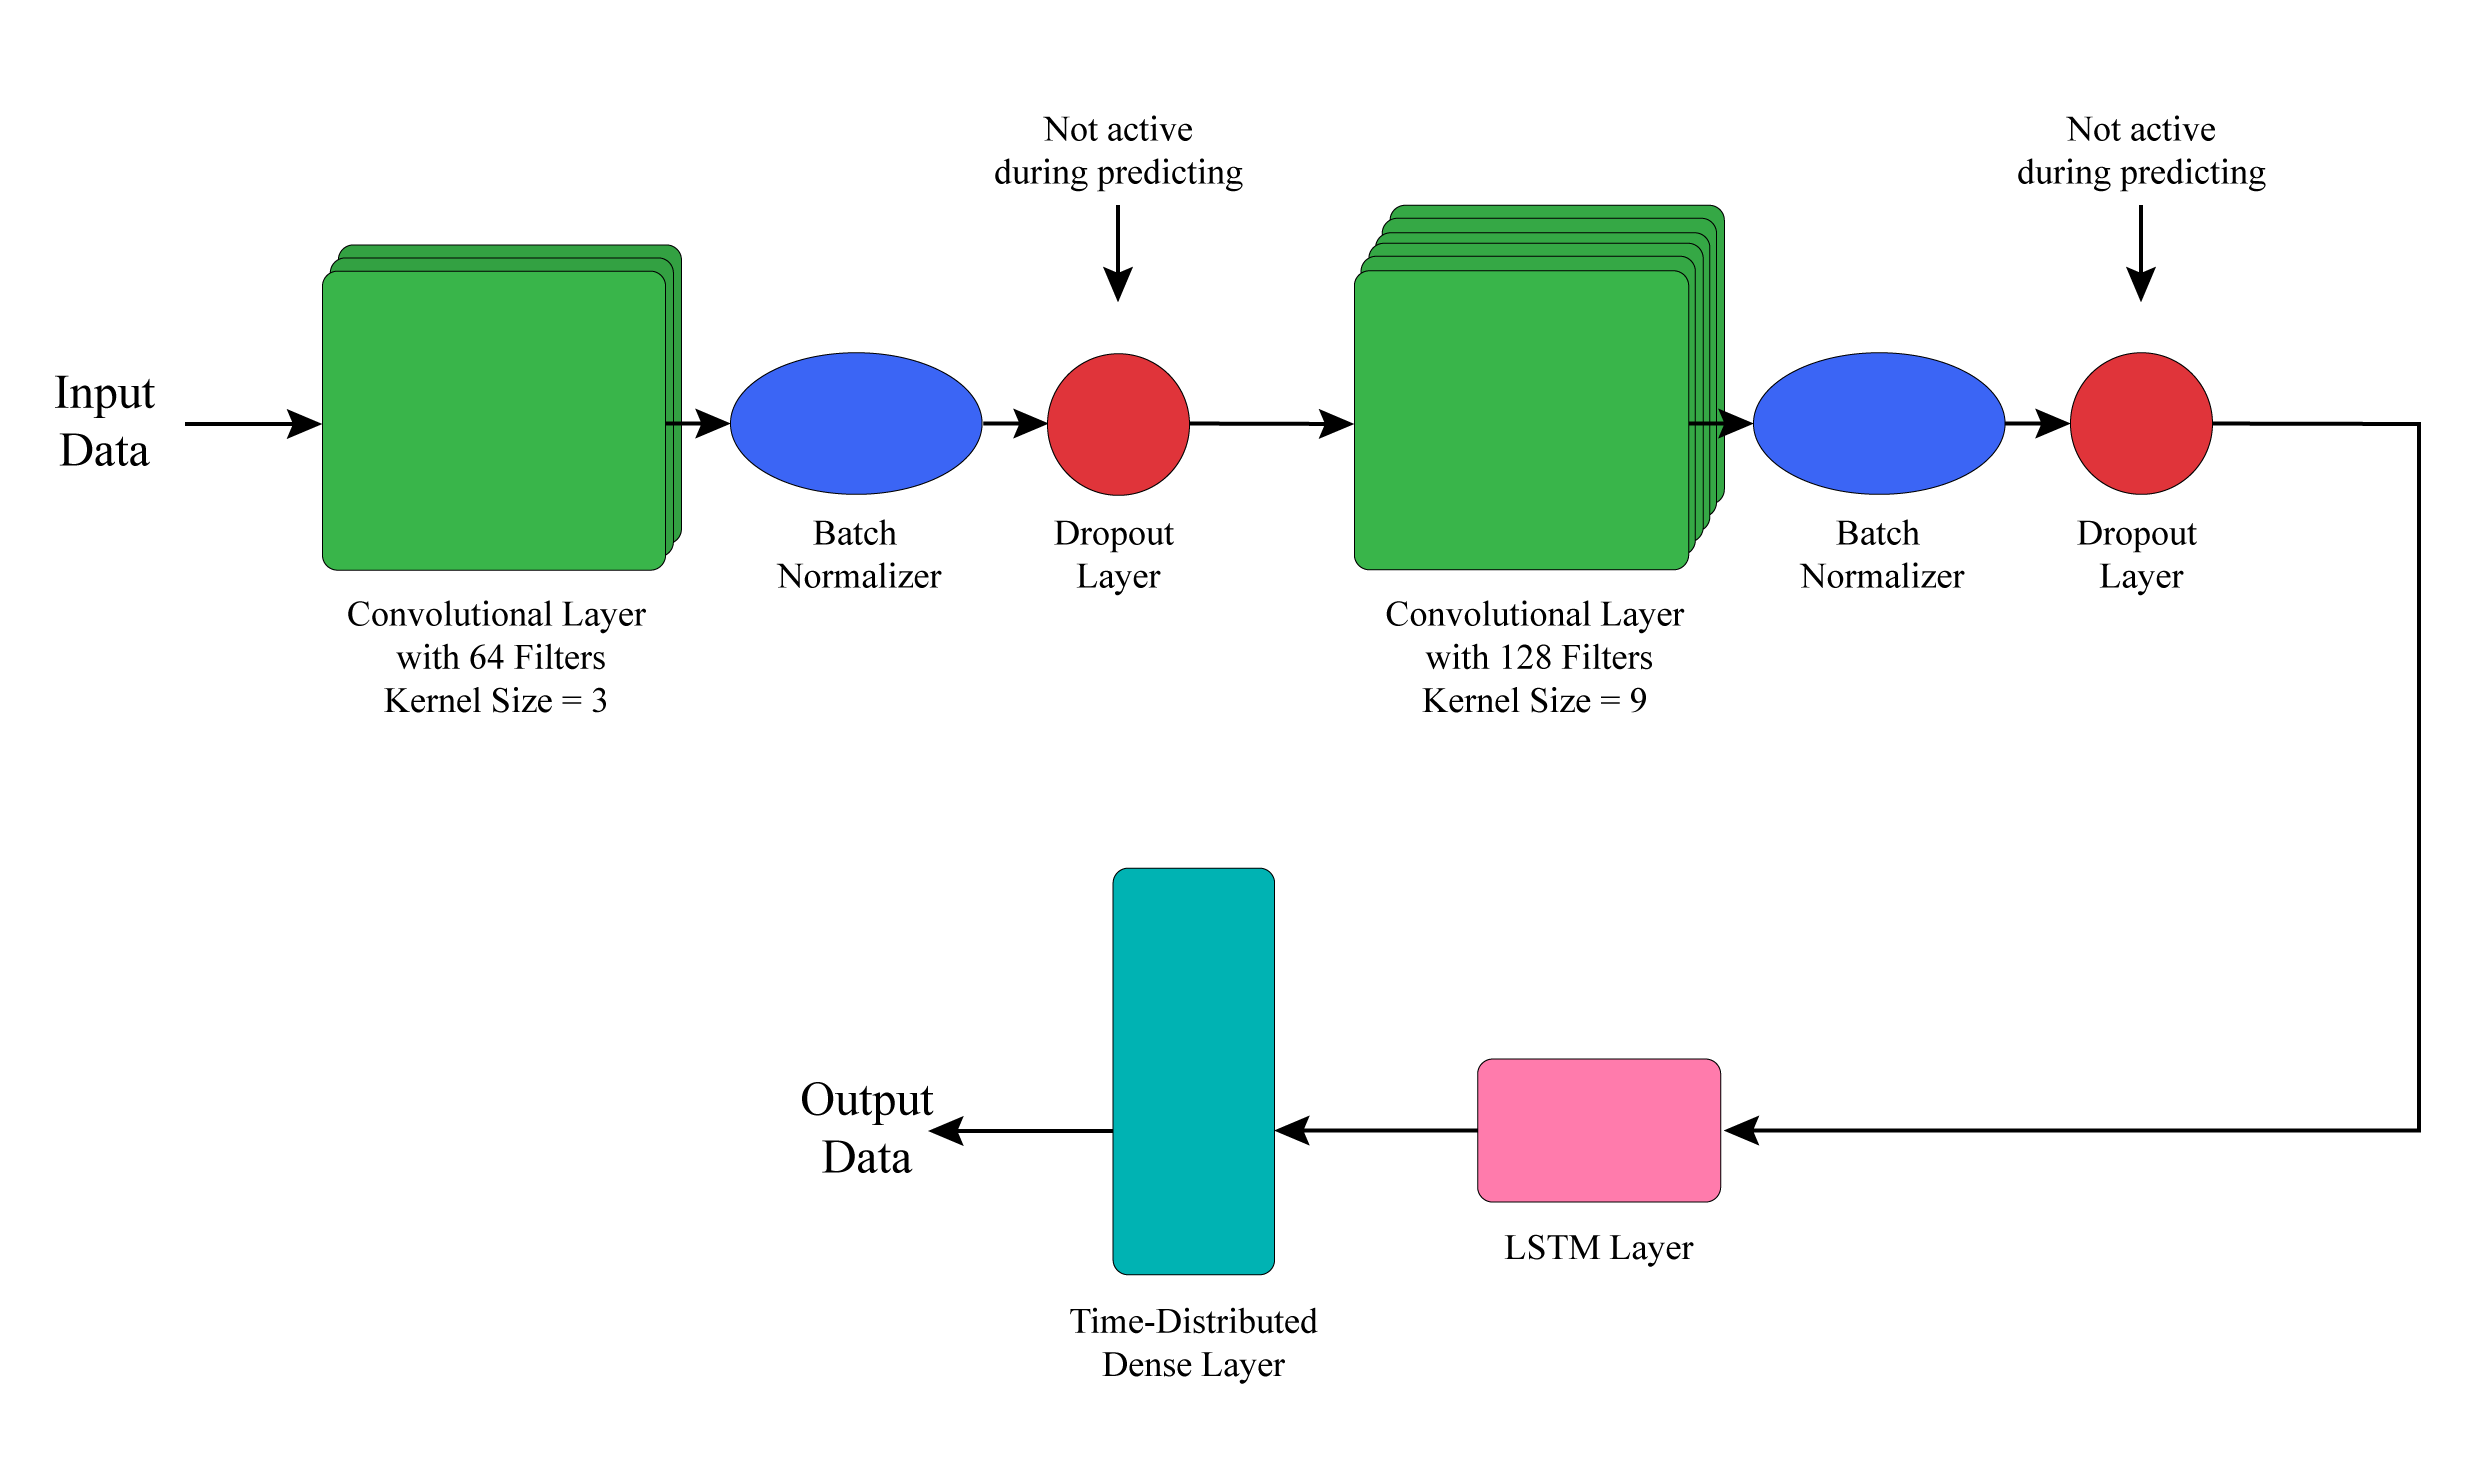 Not active
during predicting
Not active
during predicting
Input
Data
Batch
Normalizer
Dropout
Layer
Batch
Normalizer
Dropout
Layer
Convolutional Layer
with 64 Filters
Kernel Size = 3
Convolutional Layer
with 128 Filters
Kernel Size = 9
Output
Data
LSTM Layer
Time-Distributed
Dense Layer